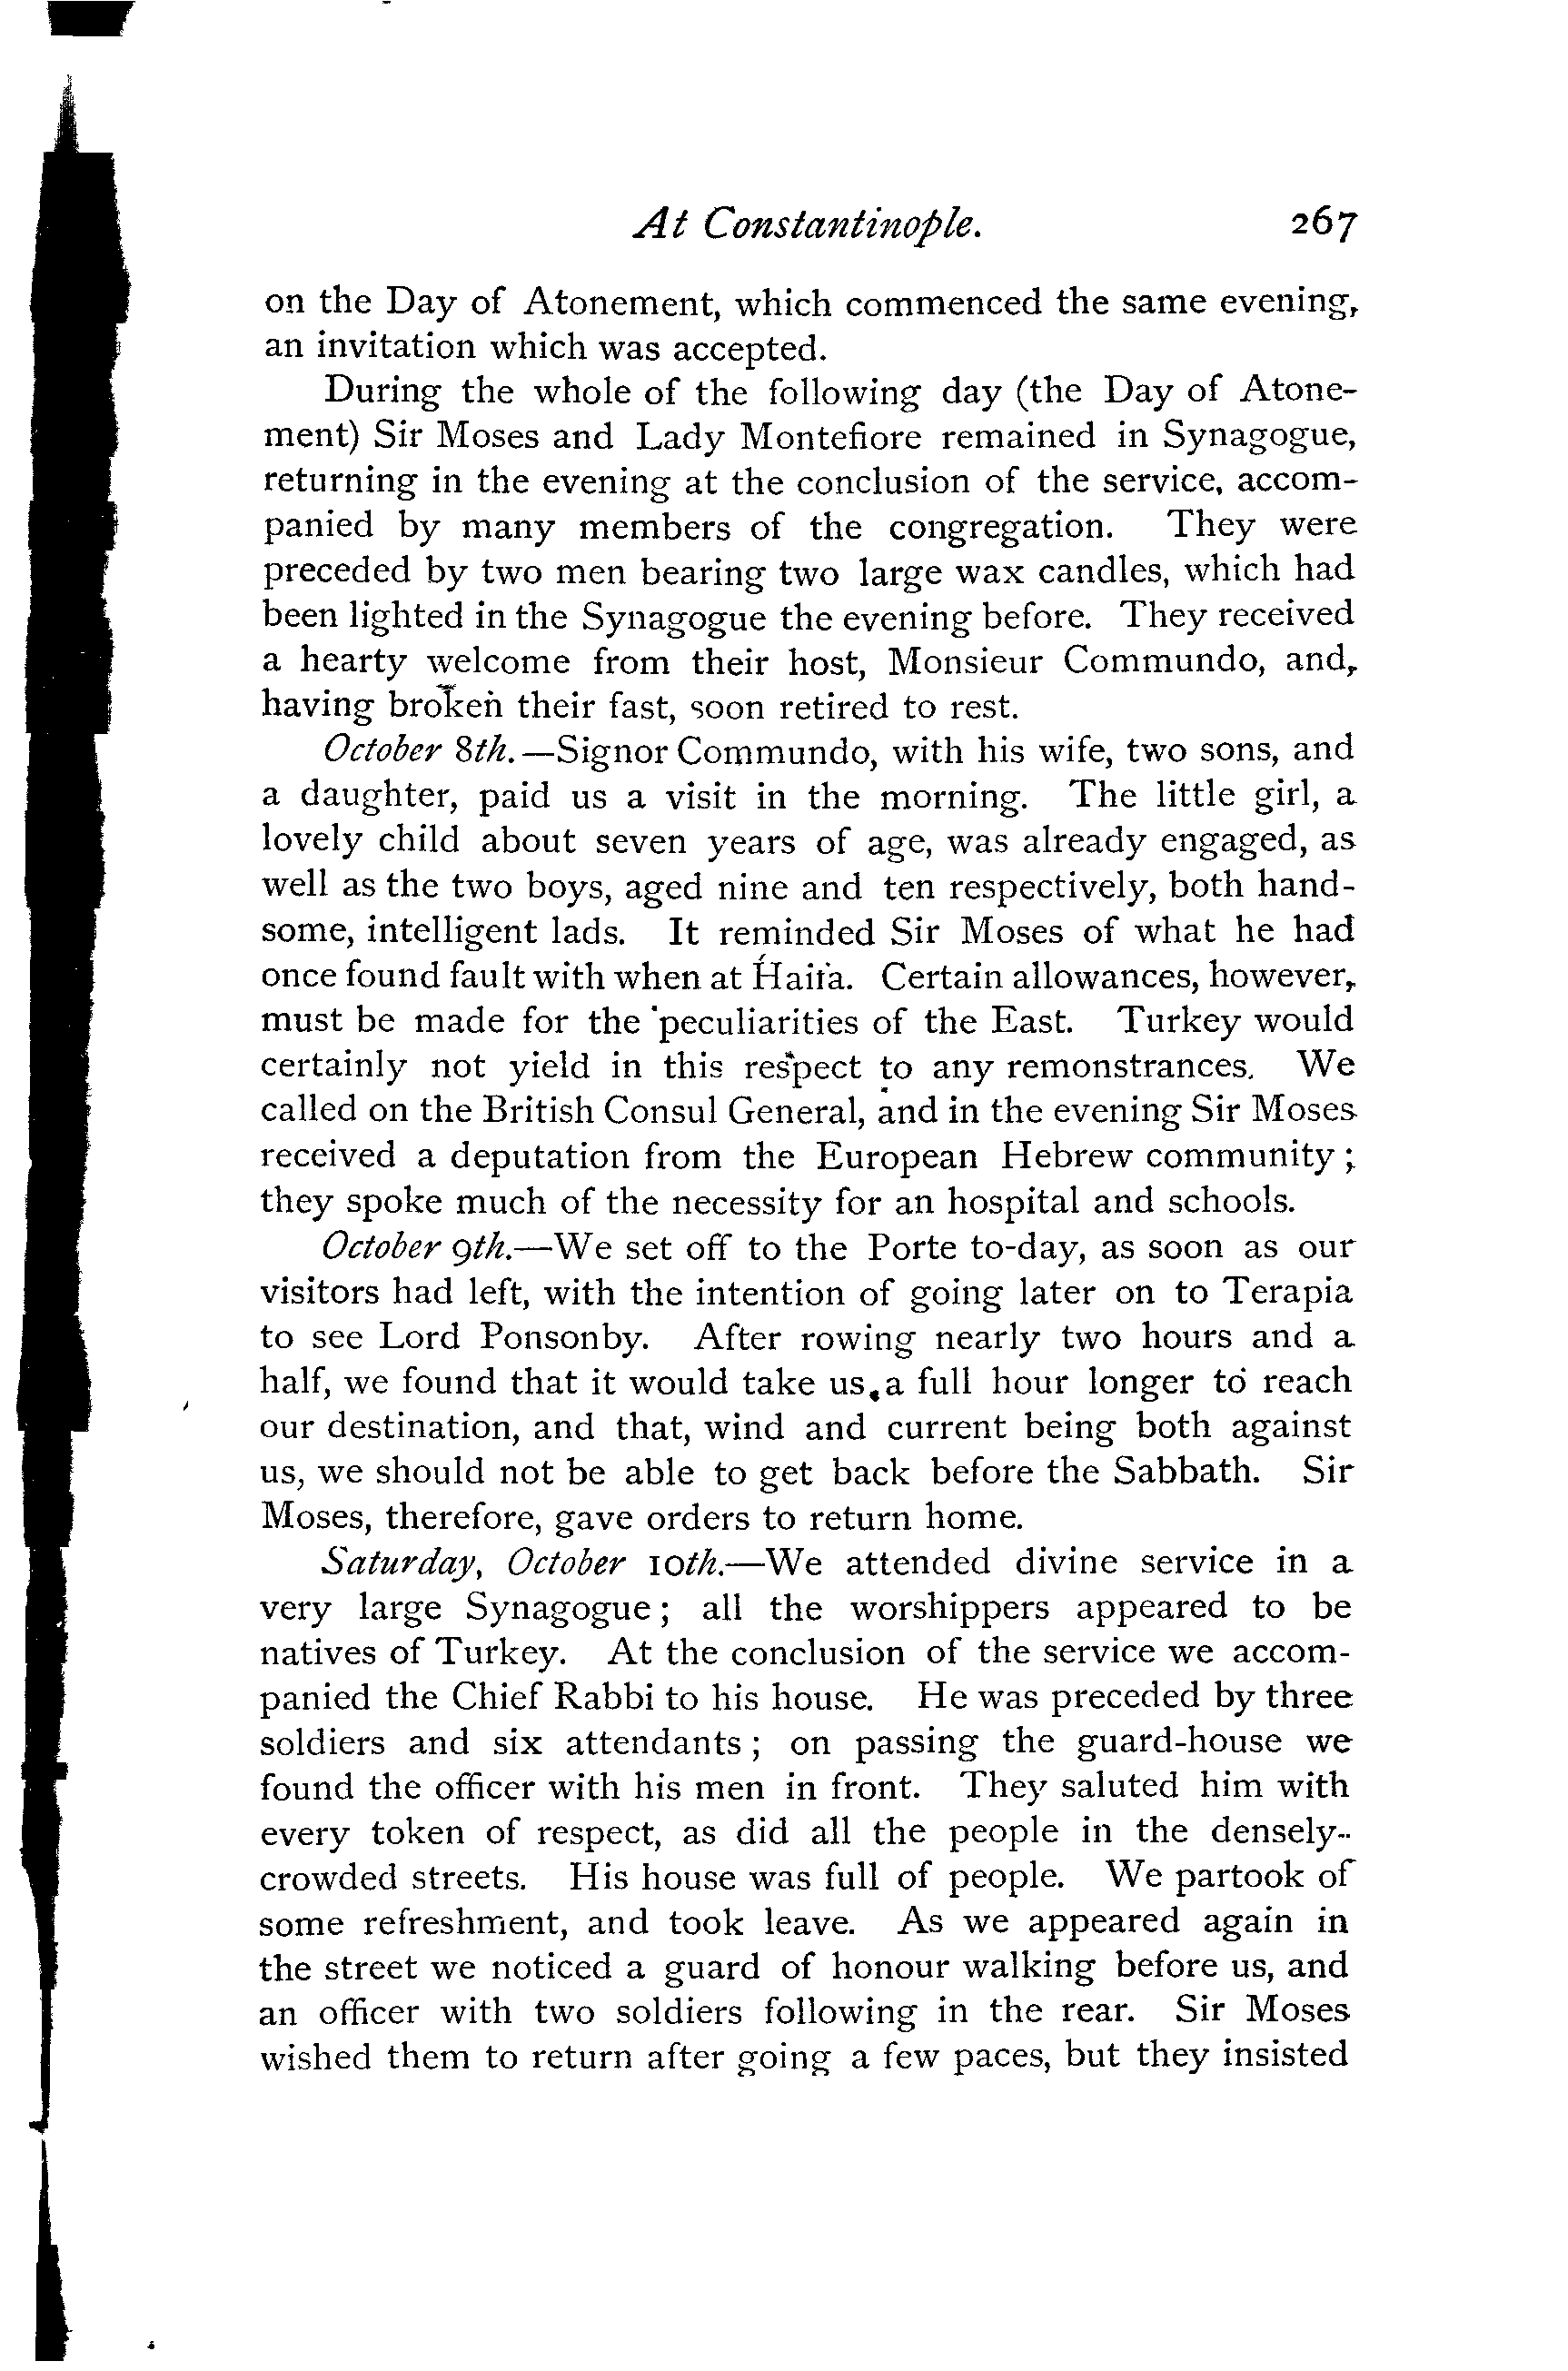 At Constantinople. 267
on the Day of Atonement, which commenced the same evening,
an invitation which was accepted.
During the whole of the following day (the Day of Atone-
ment) Sir Moses and Lady Montefiore remained in Synagogue,
returning in the evening at the conclusion of the service, accom-
panied by many members of the congregation. They were
preceded by two men bearing two large wax candles, which had
been lighted in the Synagogue the evening before. They received
a hearty welcome from their host, Monsieur Commundo, and,
having broken their fast, soon retired to rest.
October 8th.—Signor Commundo, with his wife, two sons, and
a daughter, paid us a visit in the morning. The little girl, a
lovely child about seven years of age, was already engaged, as
well as the two boys, aged nine and ten respectively, both hand-
some, intelligent lads. It reminded Sir Moses of what he had
once found fault with when at Haifa. Certain allowances, however,
must be made for the peculiarities of the East. Turkey would
certainly not yield in this respect to any remonstrances. We
called on the British Consul General, and in the evening Sir Moses
received a deputation from the European Hebrew community;
they spoke much of the necessity for an hospital and schools.
October 9th.—We set off to the Porte to-day, as soon as our
visitors had left, with the intention of going later on to Terapia
to see Lord Ponsonby. After rowing nearly two hours and a
half, we found that it would take us a full hour longer to reach
our destination, and that, wind and current being both against
us, we should not be able to get back before the Sabbath. Sir
Moses, therefore, gave orders to return home.
Saturday, October 10th.—We attended divine service in a
very large Synagogue; all the worshippers appeared to be
natives of Turkey. At the conclusion of the service we accom-
panied the Chief Rabbi to his house. He was preceded by three
soldiers and six attendants; on passing the guard-house we
found the officer with his men in front. They saluted him with
every token of respect, as did all the people in the densely-
crowded streets. His house was full of people. We partook of
some refreshment, and took leave. As we appeared again in
the street we noticed a guard of honour walking before us, and
an officer with two soldiers following in the rear. Sir Moses
wished them to return after going a few paces, but they insisted